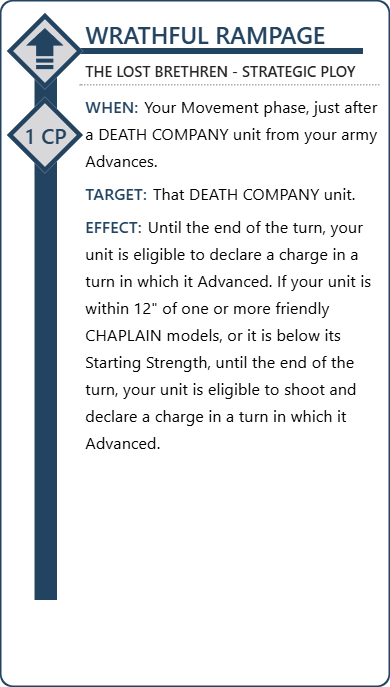 WRATHFUL RAMPAGE
THE LOST BRETHREN - STRATEGIC PLOY
WHEN: Your Movement phase, just after
1 CP
a DEATH COMPANY unit from your army
Advances.
TARGET: That DEATH COMPANY unit.
EFFECT: Until the end of the turn, your
unit is eligible to declare a charge in a
turn in which it Advanced. If your unit is
within 12" of one or more friendly
CHAPLAIN models, or it is below its
Starting Strength, until the end of the
turn, your unit is eligible to shoot and
declare a charge in a turn in which it
Advanced.